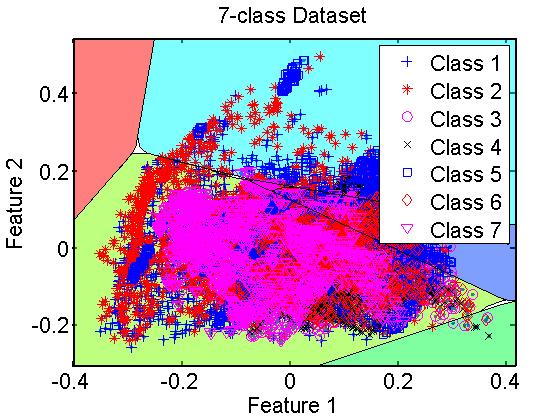 7-class Dataset
Class 1
Class 2
Class 3
Class 4
Class 5
Class 6
Class 7
0.4
0.2
0
-0.2
Feature 2
-0.4
-0.2
0
0.2
0.4
Feature 1